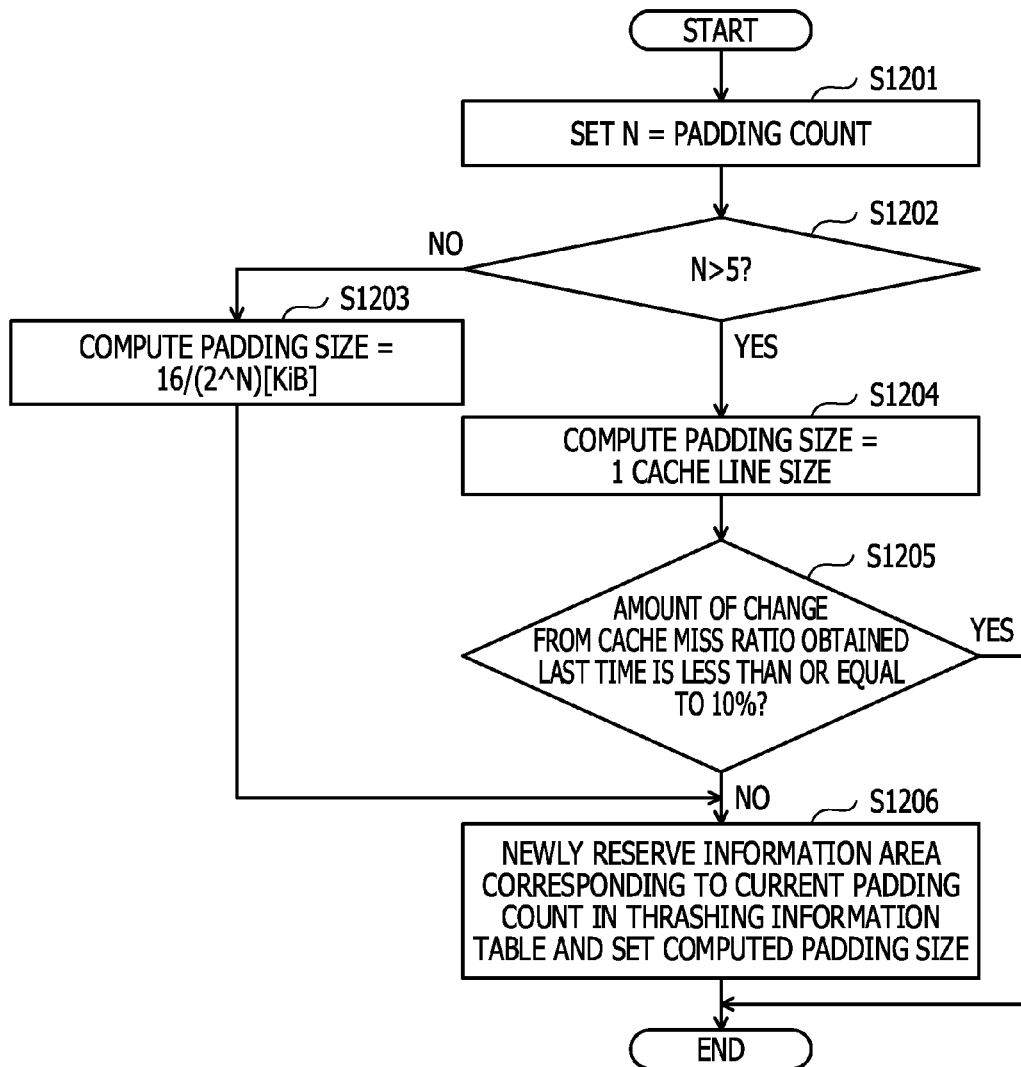 START
S1201
SET N = PADDING COUNT
S1202
NO
N>5?
S1203
YES
COMPUTE PADDING SIZE =
16/(2^N)[KiB]
S1204
COMPUTE PADDING SIZE =
1 CACHE LINE SIZE
S1205
AMOUNT OF CHANGE
FROM CACHE MISS RATIO OBTAINED
LAST TIME IS LESS THAN OR EQUAL
TO 10%?
YES
NO
S1206
NEWLY RESERVE INFORMATION AREA
CORRESPONDING TO CURRENT PADDING
COUNT IN THRASHING INFORMATION
TABLE AND SET COMPUTED PADDING SIZE
END